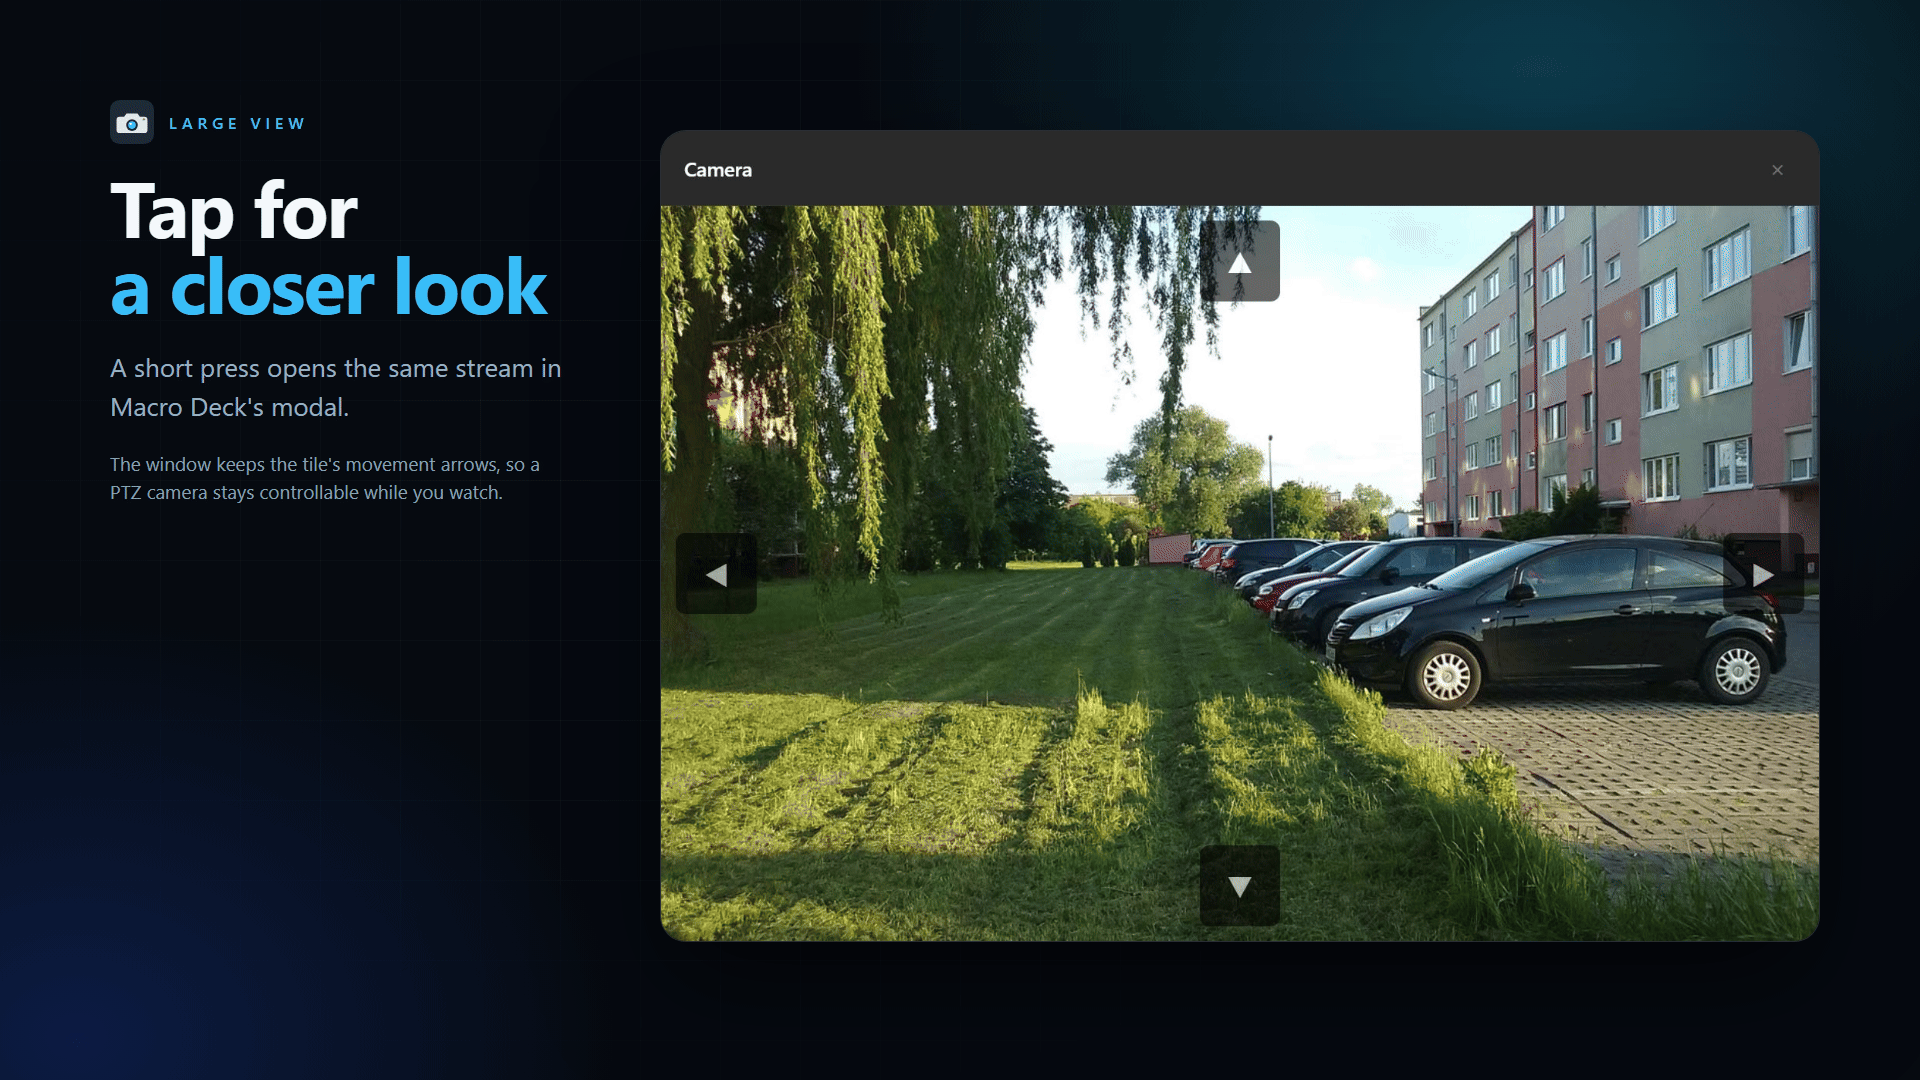 LARGE VIEW
Tap for
a closer look
A short press opens the same stream in
Macro Deck's modal.
The window keeps the tile's movement arrows, so a
PTZ camera stays controllable while you watch.
Camera